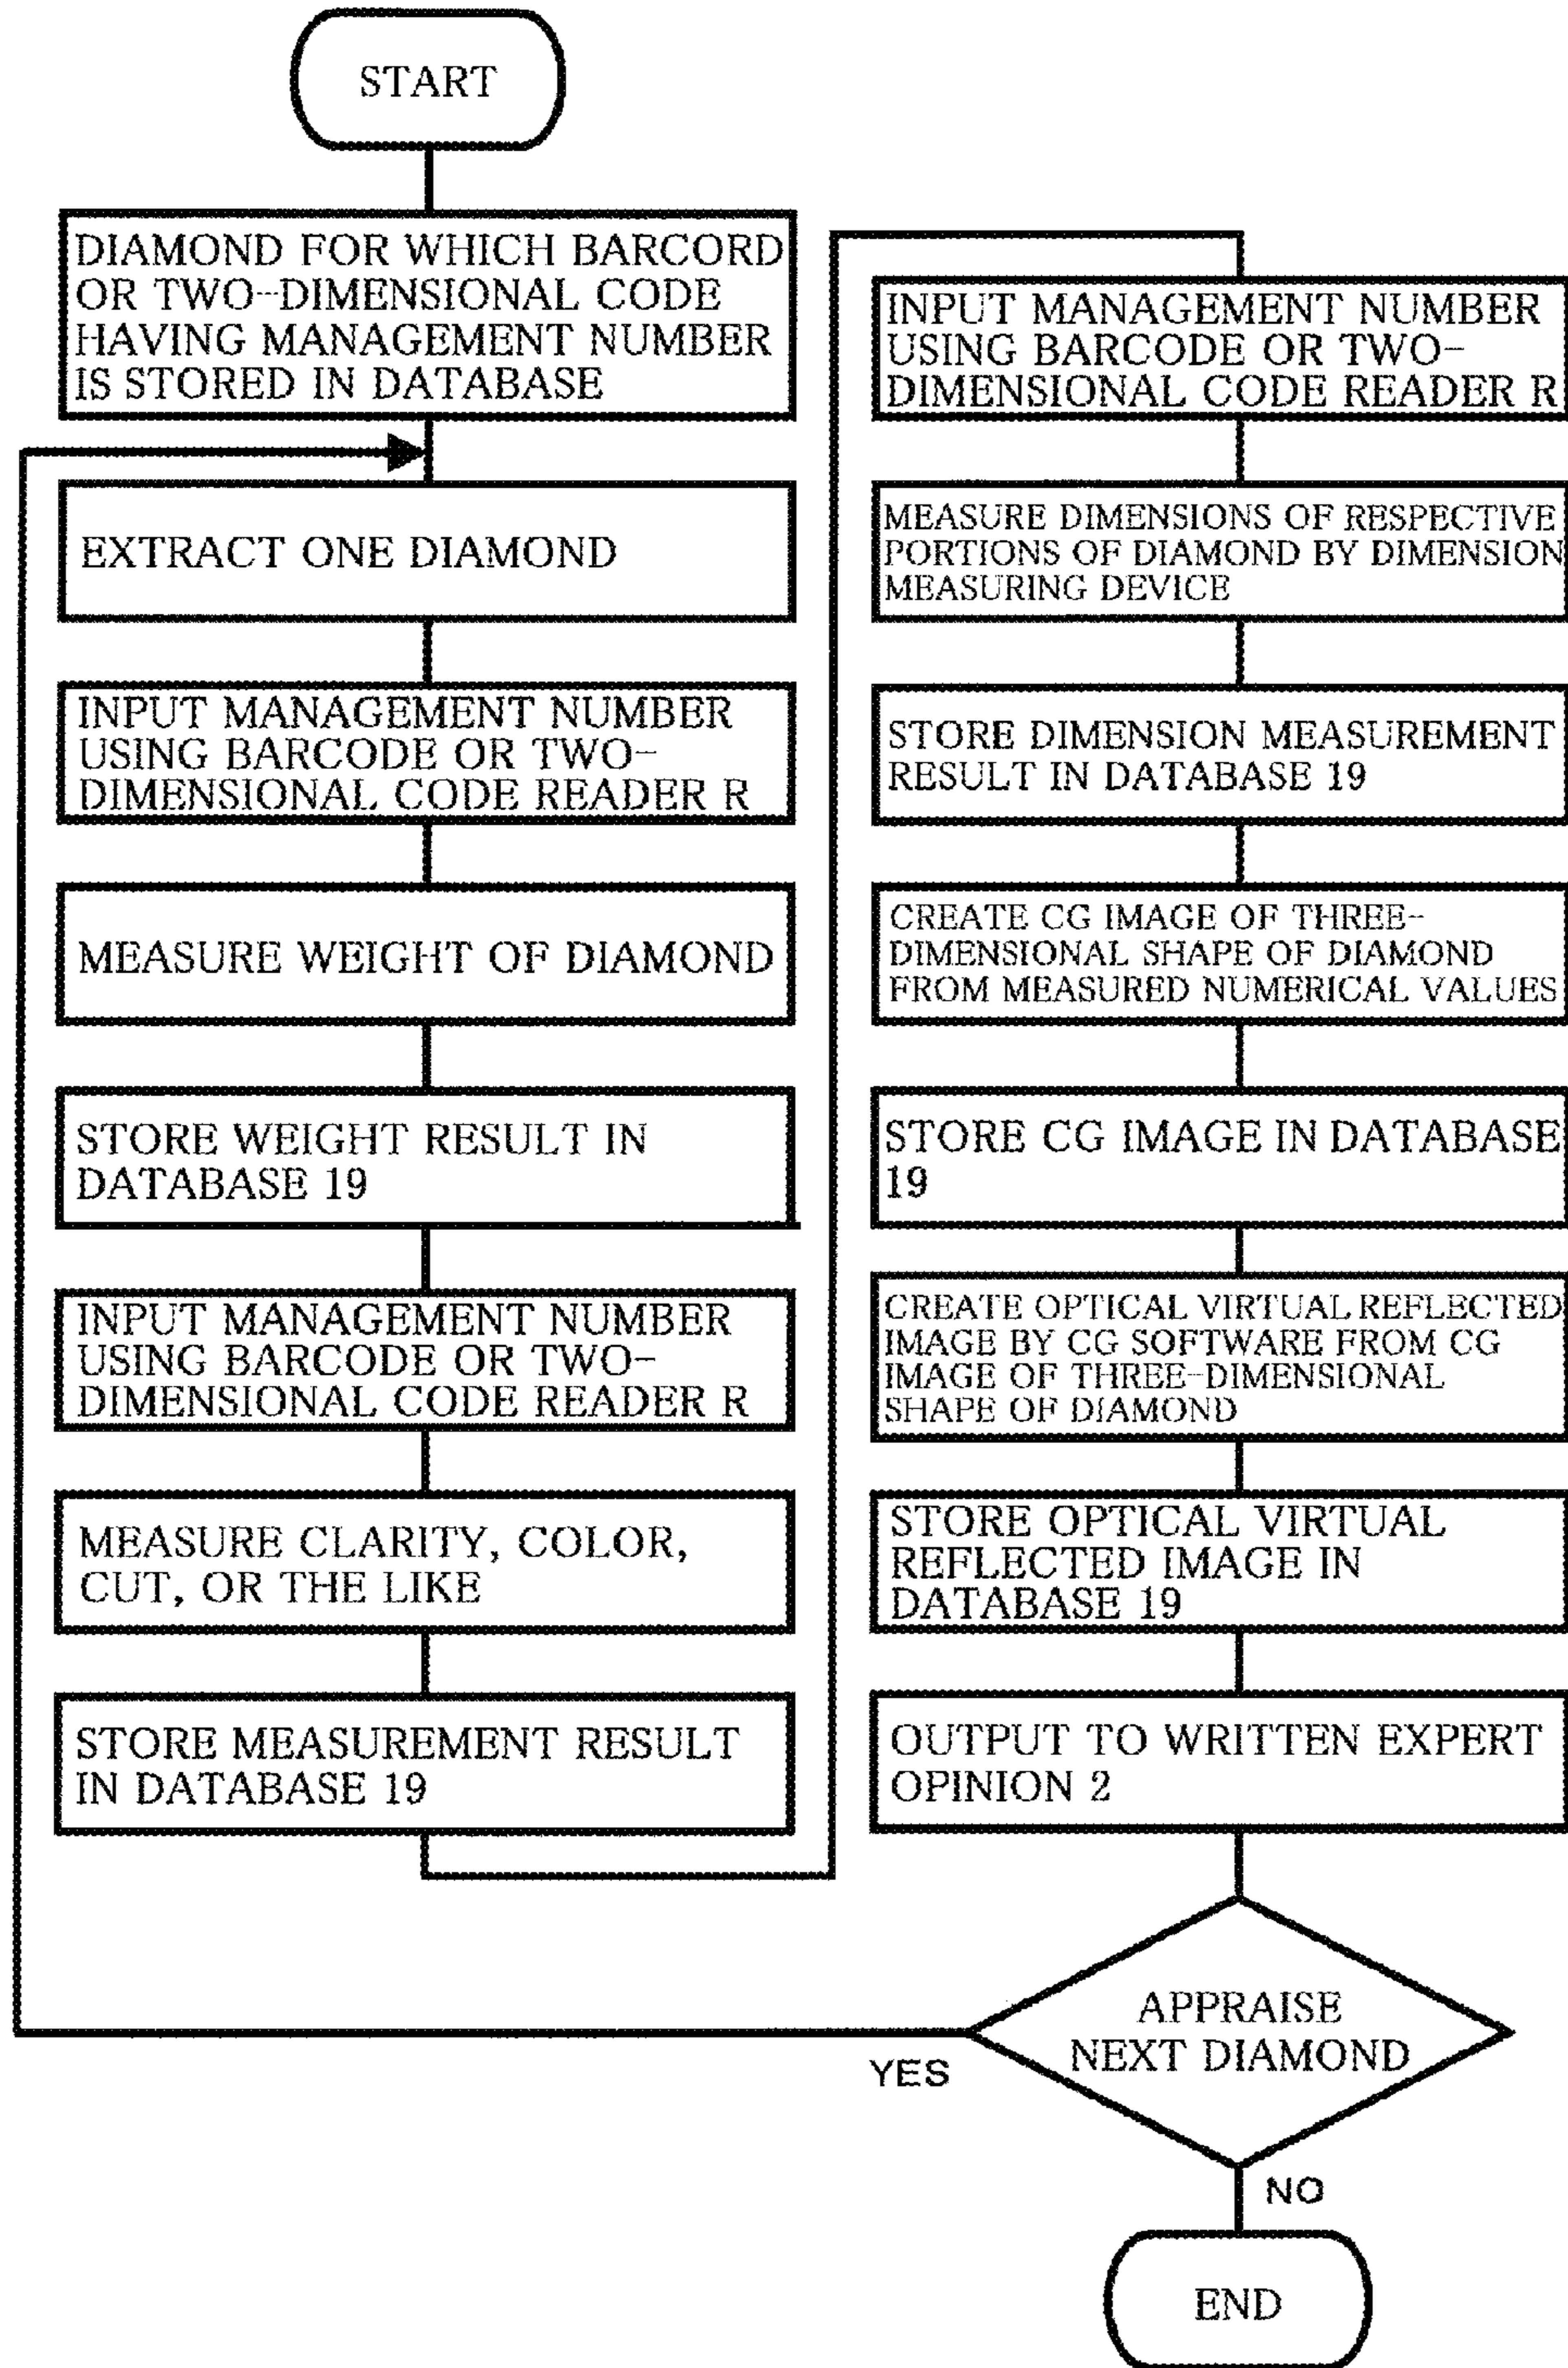 START
DIAMOND FOR WHICH BARCORD
OR TWO-DIMENSIONAL CODE
HAVING MANAGEMENT NUMBER
IS STORED IN DATABASE
EXTRACT ONE DIAMOND
INPUT MANAGEMENT NUMBER
USING BARCODE OR TWO-
DIMENSIONAL CODE READER R
MEASURE WEIGHT OF DIAMOND
STORE WEIGHT RESULT IN
DATABASE 19
INPUT MANAGEMENT NUMBER
USING BARCODE OR TWO-
DIMENSIONAL CODE READER R
MEASURE CLARITY, COLOR,
CUT, OR THE LIKE
STORE MEASUREMENT RESULT
IN DATABASE 19
INPUT MANAGEMENT NUMBER
USING BARCODE OR TWO-
DIMENSIONAL CODE READER R
MEASURE DIMENSIONS OF RESPECTIVE
PORTIONS OF DIAMOND BY DIMENSION
MEASURING DEVICE
STORE DIMENSION MEASUREMENT
RESULT IN DATABASE 19
CREATE CG IMAGE OF THREE-
DIMENSIONAL SHAPE OF DIAMOND
FROM MEASURED NUMERICAL VALUES
STORE CG IMAGE IN DATABASE
19
CREATE OPTICAL VIRTUAL REFLECTED
IMAGE BY CG SOFTWARE FROM CG
IMAGE OF THREE-DIMENSIONAL
SHAPE OF DIAMOND
STORE OPTICAL VIRTUAL
REFLECTED IMAGE IN
DATABASE 19
OUTPUT TO WRITTEN EXPERT
OPINION 2
APPRAISE
NEXT DIAMOND
YES
NO
END